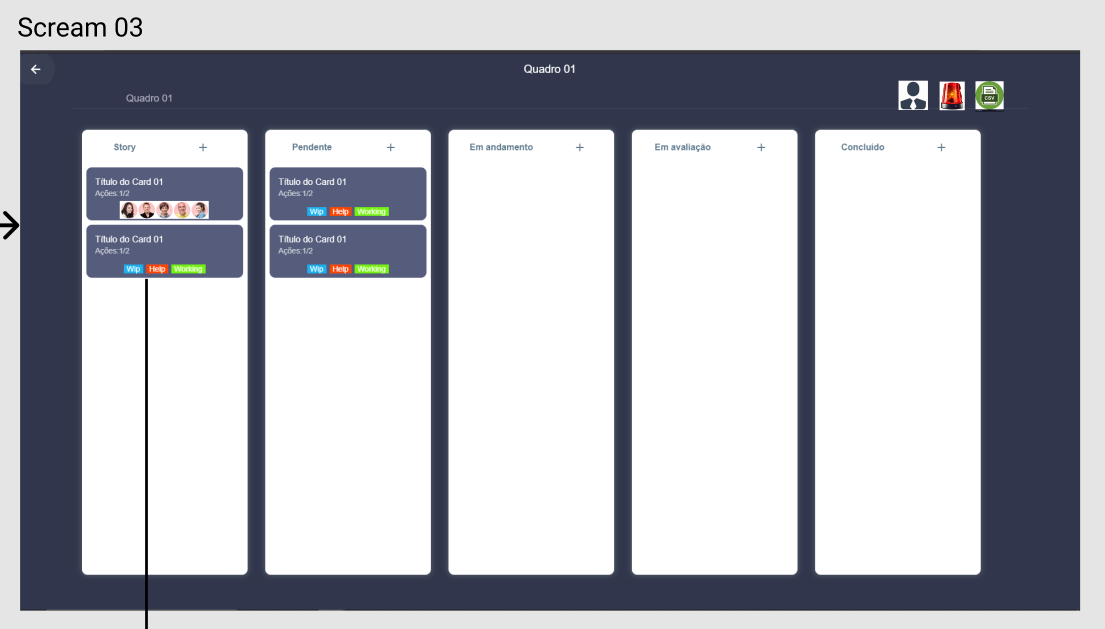 Scream 03
Quadro 01
Quadro 01
CSV
Story +
Título do Card 01
Ações:1/2
Título do Card 01
Ações:1/2
Wip Help Working
Pendente +
Título do Card 01
Ações:1/2
Wip Help Working
Título do Card 01
Ações:1/2
Wip Help Working
Em andamento +
Em avaliação +
Concluido +